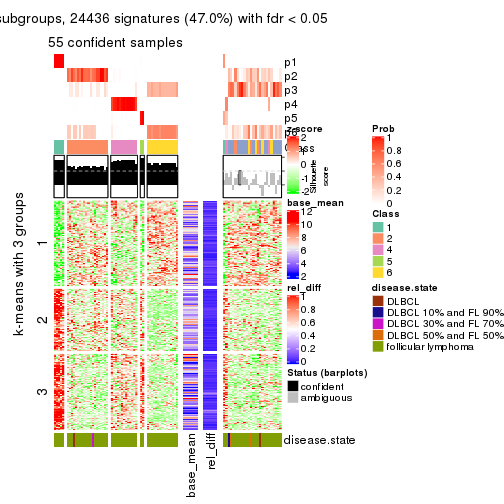 subgroups, 24436 signatures (47.0%) with fdr < 0.05
55 confident samples
p1
p2
p3
p4
p5
p6
Class
Silhouette
score
k-means with 3 groups
1
2
3
base_mean
rel_diff
disease.state
z-score
2
1
0
-1
-2
base_mean
12
10
8
6
4
2
rel_diff
1
0.8
0.6
0.4
0.2
0
Status (barplots)
confident
ambiguous
Prob
1
0.8
0.6
0.4
0.2
0
Class
1
2
4
5
6
disease.state
DLBCL
DLBCL 10% and FL 90%
DLBCL 30% and FL 70%
DLBCL 50% and FL 50%
follicular lymphoma